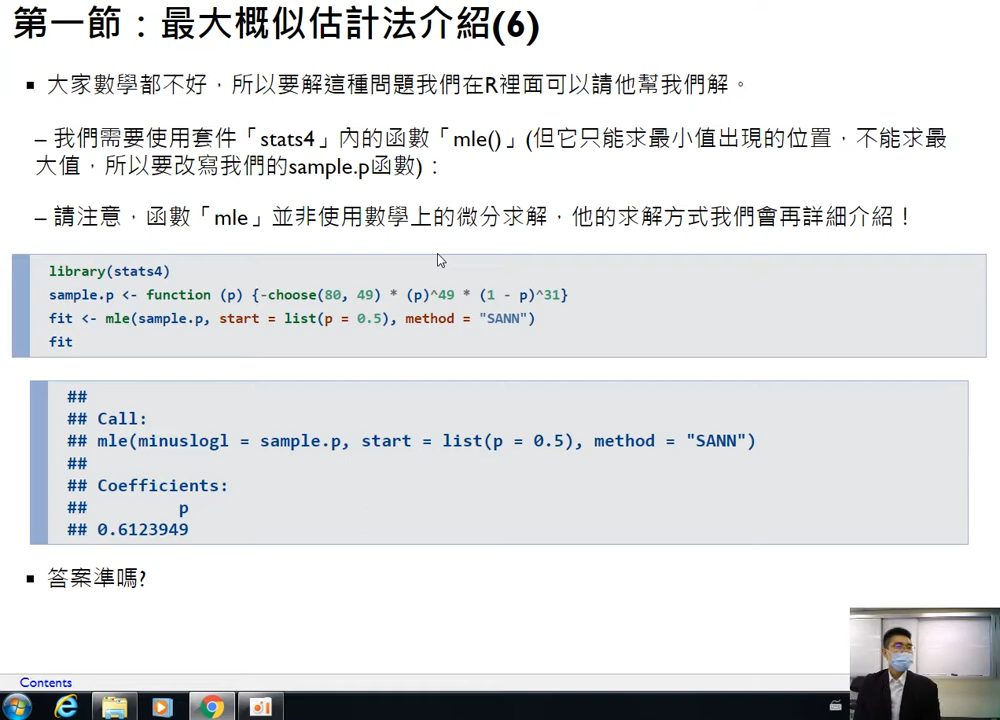 第一節：最大概似估計法介紹(6)
▪ 大家數學都不好，所以要解這種問題我們在R裡面可以請他幫我們解。
– 我們需要使用套件「stats4」內的函數「mle()」(但它只能求最小值出現的位置，不能求最
大值，所以要改寫我們的sample.p函數)：
– 請注意，函數「mle」並非使用數學上的微分求解，他的求解方式我們會再詳細介紹！
library(stats4)
sample.p <- function (p) {-choose(80, 49) * (p)^49 * (1 - p)^31}
fit <- mle(sample.p, start = list(p = 0.5), method = "SANN")
fit
##
## Call:
## mle(minuslogl = sample.p, start = list(p = 0.5), method = "SANN")
##
## Coefficients:
##         p
## 0.6123949
▪ 答案準嗎?
Contents